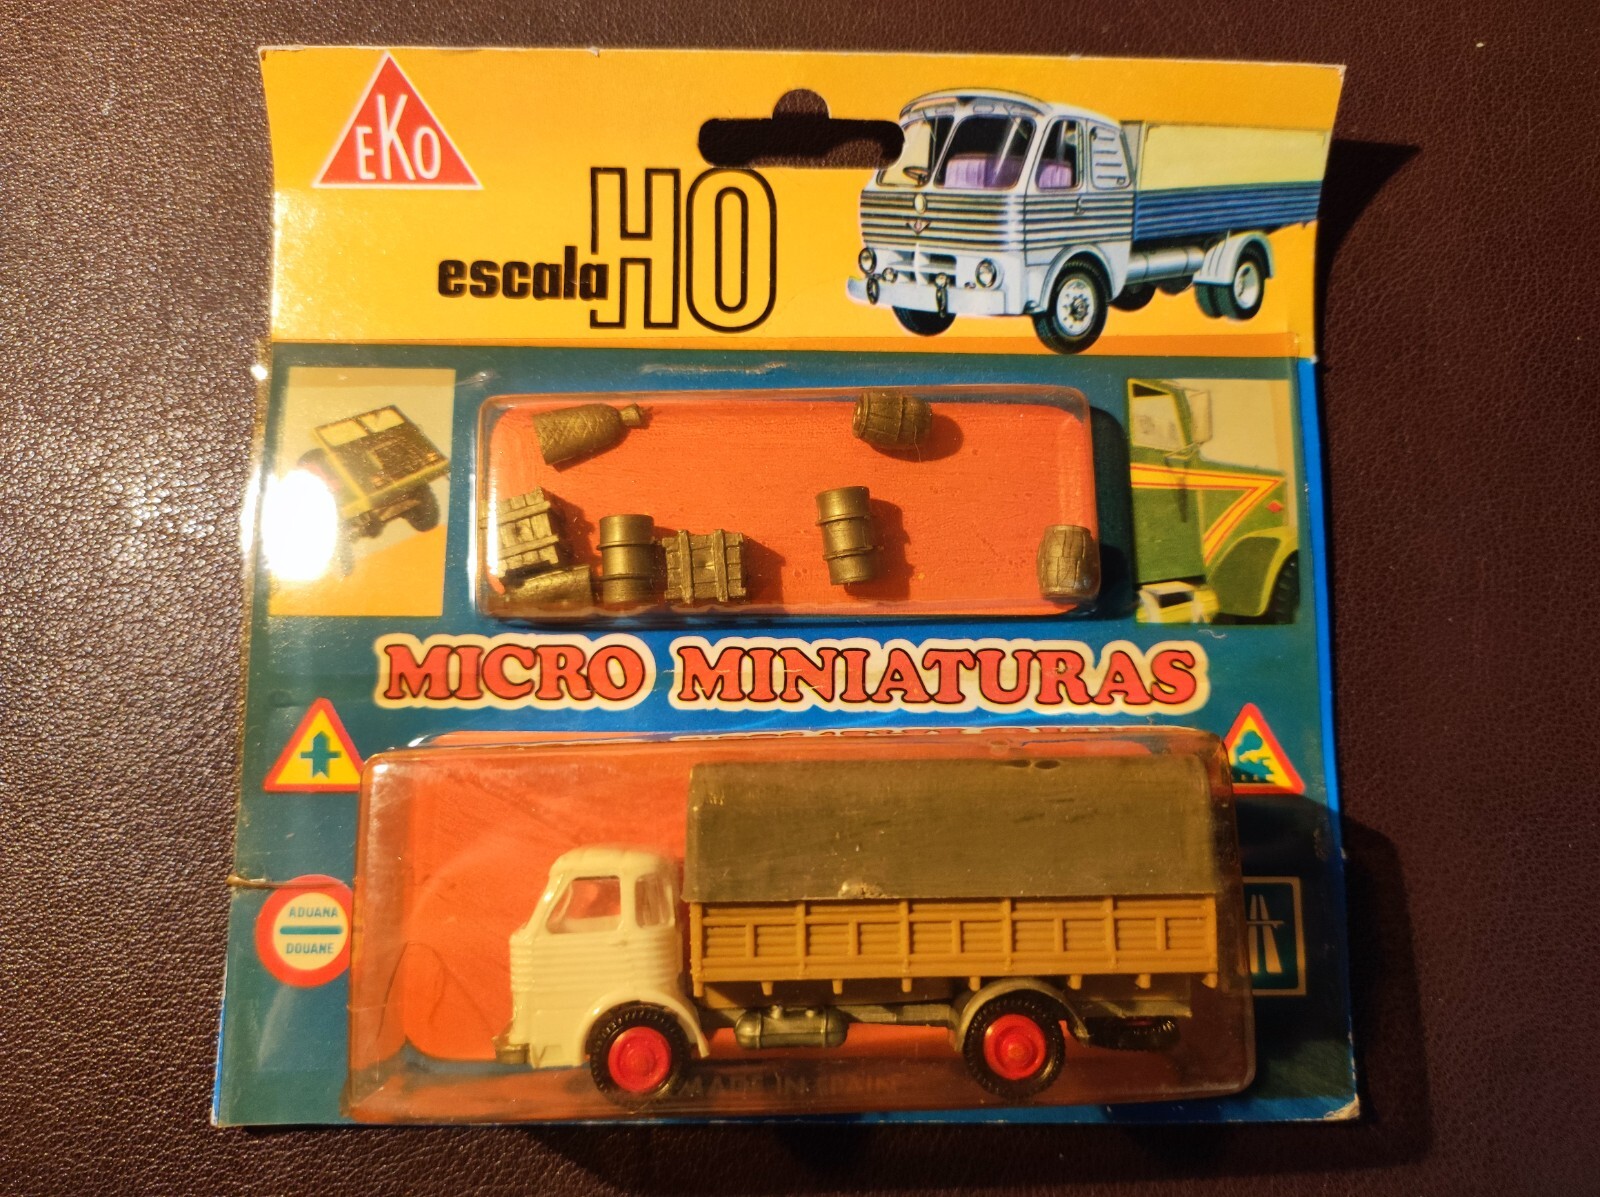 EKO
escala HO
MICRO MINIATURAS
ADUANA
DOUANE
MADE IN SPAIN